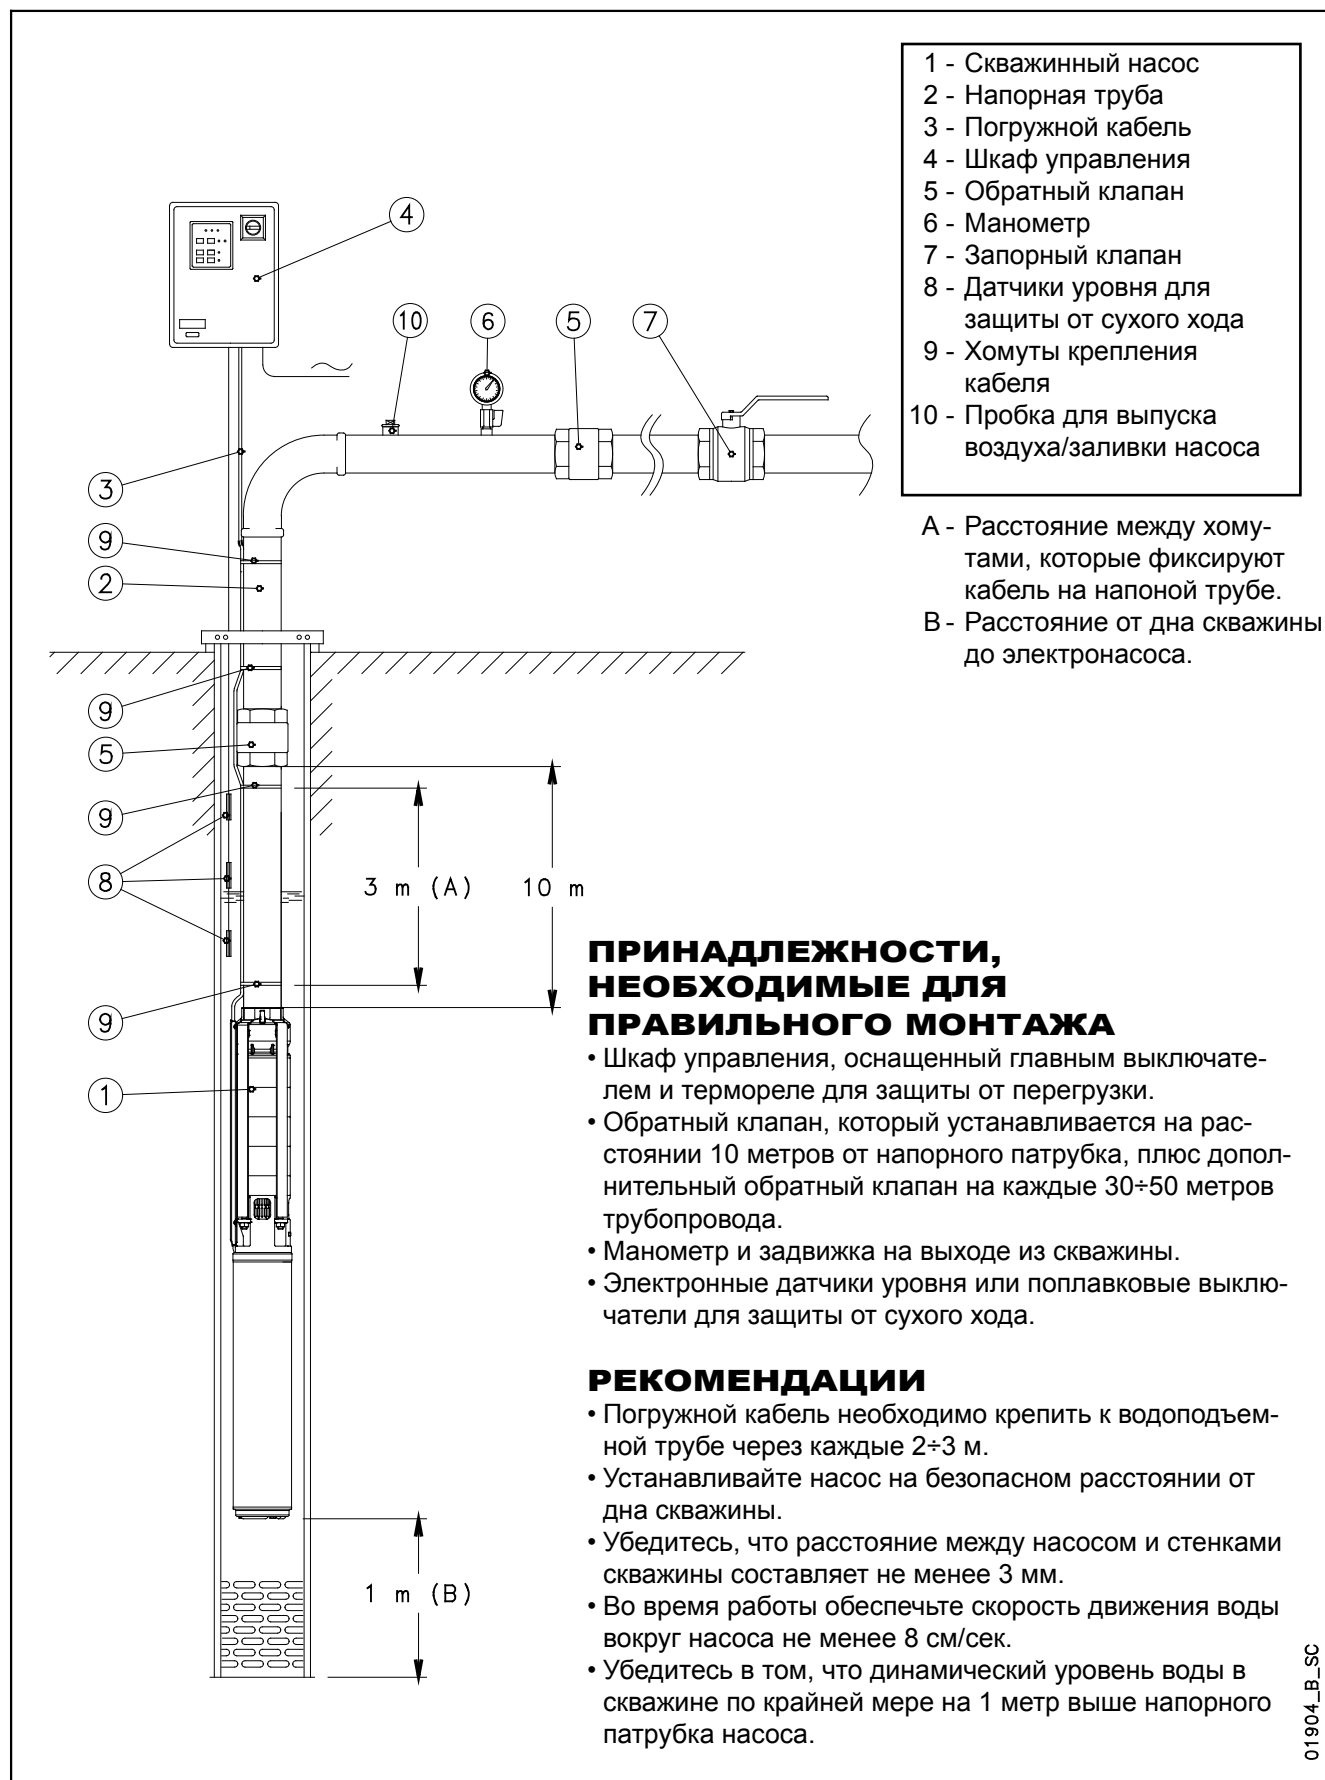 1 - Скважинный насос
2 - Напорная труба
3 - Погружной кабель
4 - Шкаф управления
5 - Обратный клапан
6 - Манометр
7 - Запорный клапан
8 - Датчики уровня для
защиты от сухого хода
9 - Хомуты крепления
кабеля
10 - Пробка для выпуска
воздуха/заливки насоса
A - Расстояние между хому-
тами, которые фиксируют
кабель на напоной трубе.
B - Расстояние от дна скважины
до электронасоса.
4
10
6
5
7
3
9
2
9
5
9
8
3 m (A)
10 m
9
1
1 m (B)
ПРИНАДЛЕЖНОСТИ,
НЕОБХОДИМЫЕ ДЛЯ
ПРАВИЛЬНОГО МОНТАЖА
• Шкаф управления, оснащенный главным выключате-
лем и термореле для защиты от перегрузки.
• Обратный клапан, который устанавливается на рас-
стоянии 10 метров от напорного патрубка, плюс допол-
нительный обратный клапан на каждые 30÷50 метров
трубопровода.
• Манометр и задвижка на выходе из скважины.
• Электронные датчики уровня или поплавковые выклю-
чатели для защиты от сухого хода.
РЕКОМЕНДАЦИИ
• Погружной кабель необходимо крепить к водоподъем-
ной трубе через каждые 2÷3 м.
• Устанавливайте насос на безопасном расстоянии от
дна скважины.
• Убедитесь, что расстояние между насосом и стенками
скважины составляет не менее 3 мм.
• Во время работы обеспечьте скорость движения воды
вокруг насоса не менее 8 см/сек.
• Убедитесь в том, что динамический уровень воды в
скважине по крайней мере на 1 метр выше напорного
патрубка насоса.
01904_B_SC